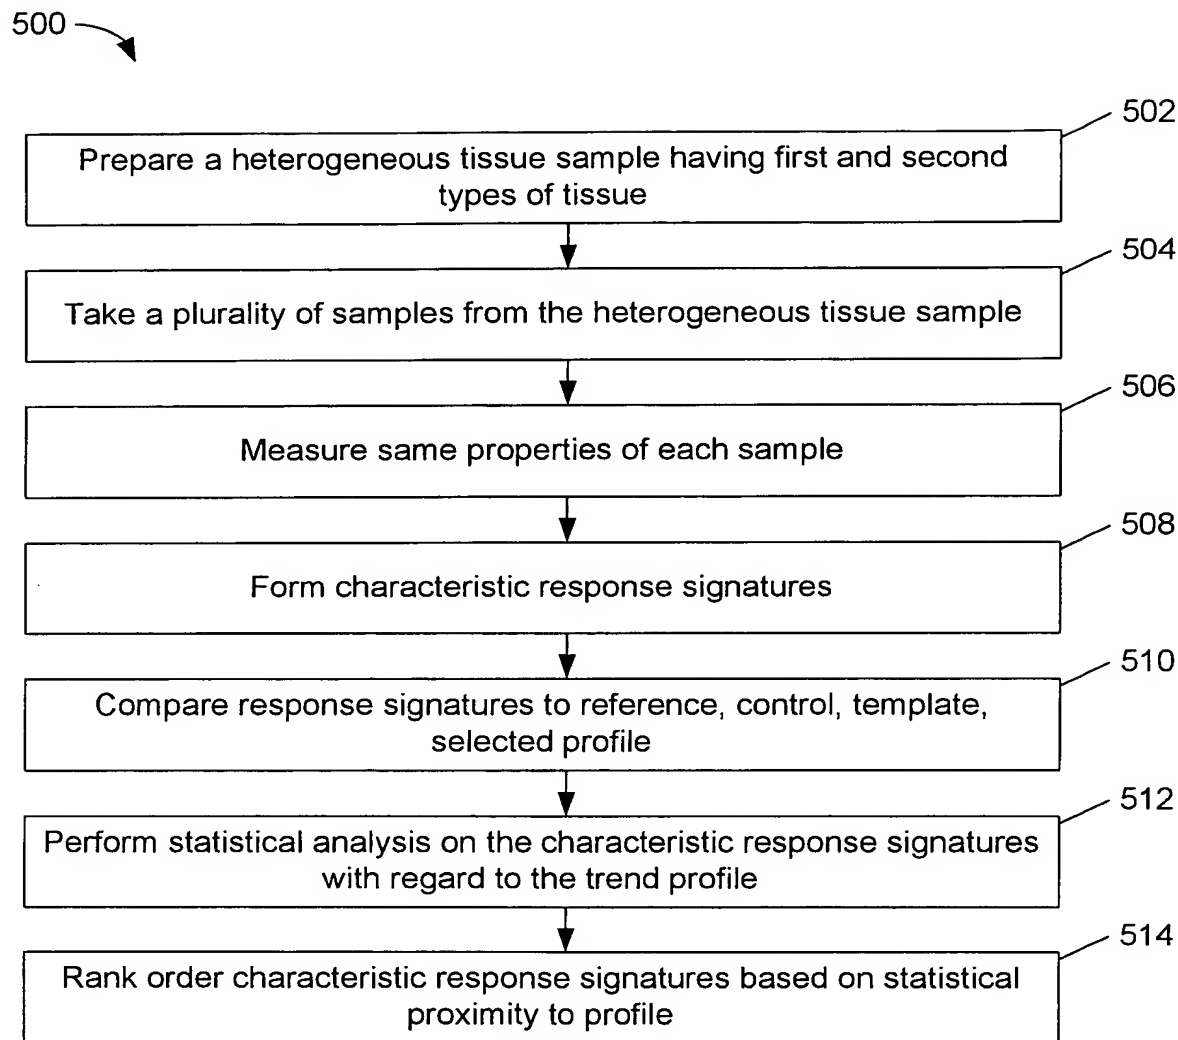 500
502
Prepare a heterogeneous tissue sample having first and second
types of tissue
504
Take a plurality of samples from the heterogeneous tissue sample
506
Measure same properties of each sample
508
Form characteristic response signatures
510
Compare response signatures to reference, control, template,
selected profile
512
Perform statistical analysis on the characteristic response signatures
with regard to the trend profile
514
Rank order characteristic response signatures based on statistical
proximity to profile